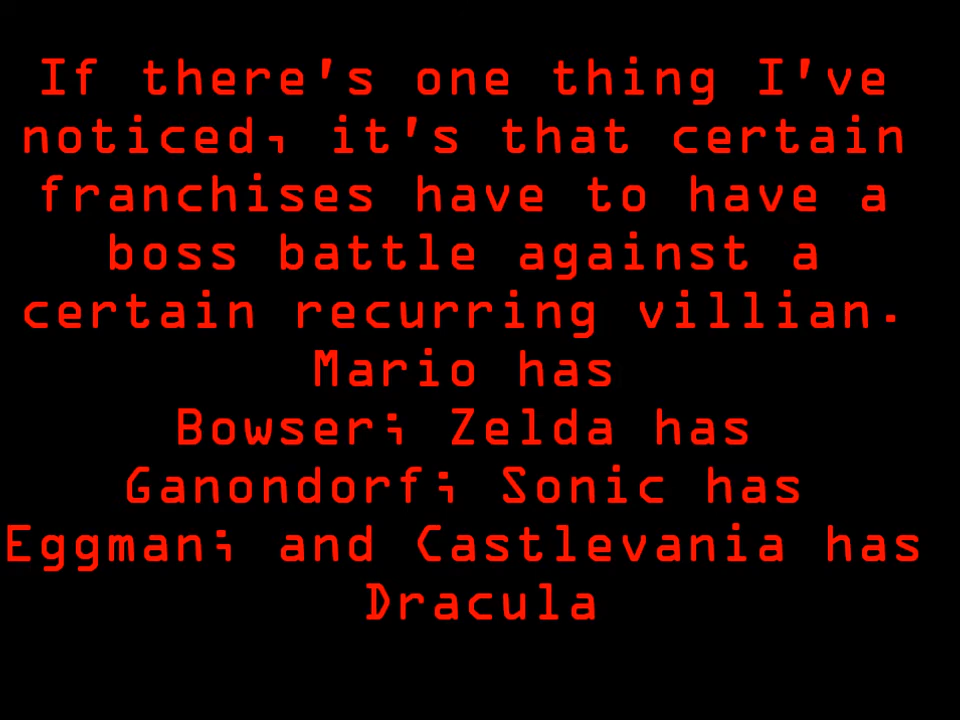 If there's one thing I've
noticed, it's that certain
franchises have to have a
boss battle against a
certain recurring villian.
Mario has
Bowser; Zelda has
Ganondorf; Sonic has
Eggman; and Castlevania has
Dracula